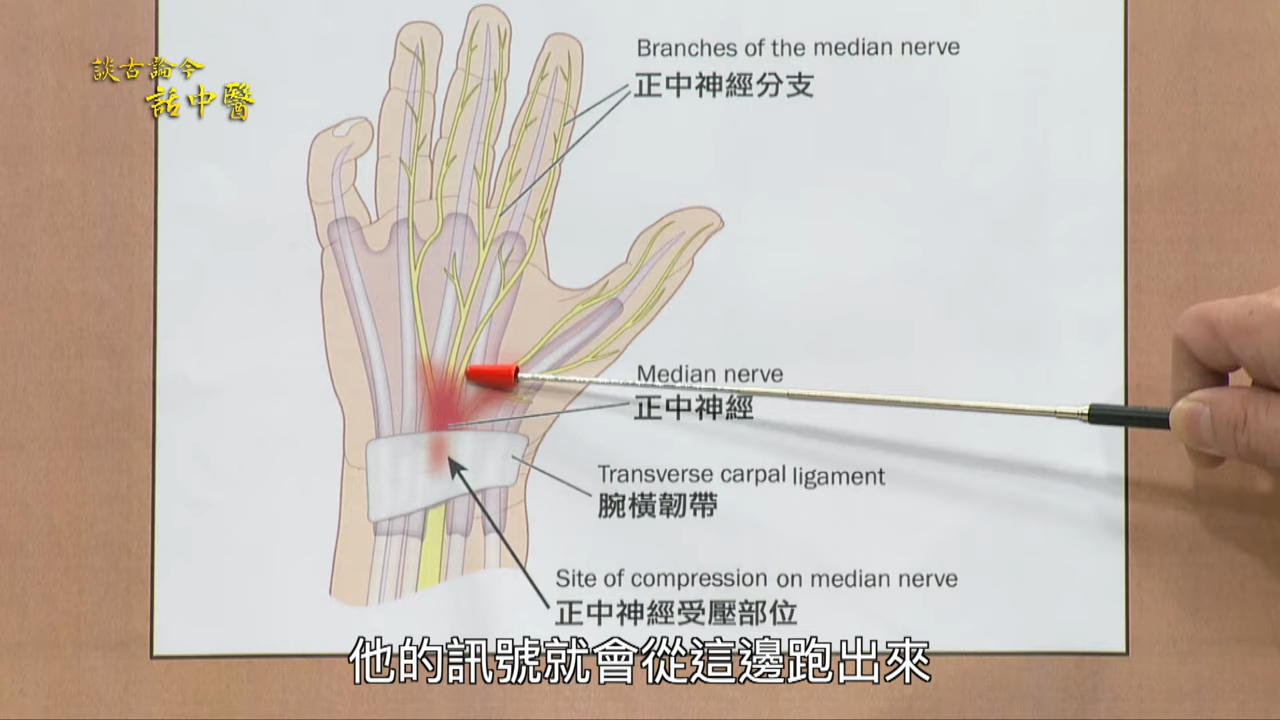 談古論今
話中醫
Branches of the median nerve
正中神經分支
Median nerve
正中神經
Transverse carpal ligament
腕橫韌帶
Site of compression on median nerve
正中神經受壓部位
他的訊號就會從這邊跑出來